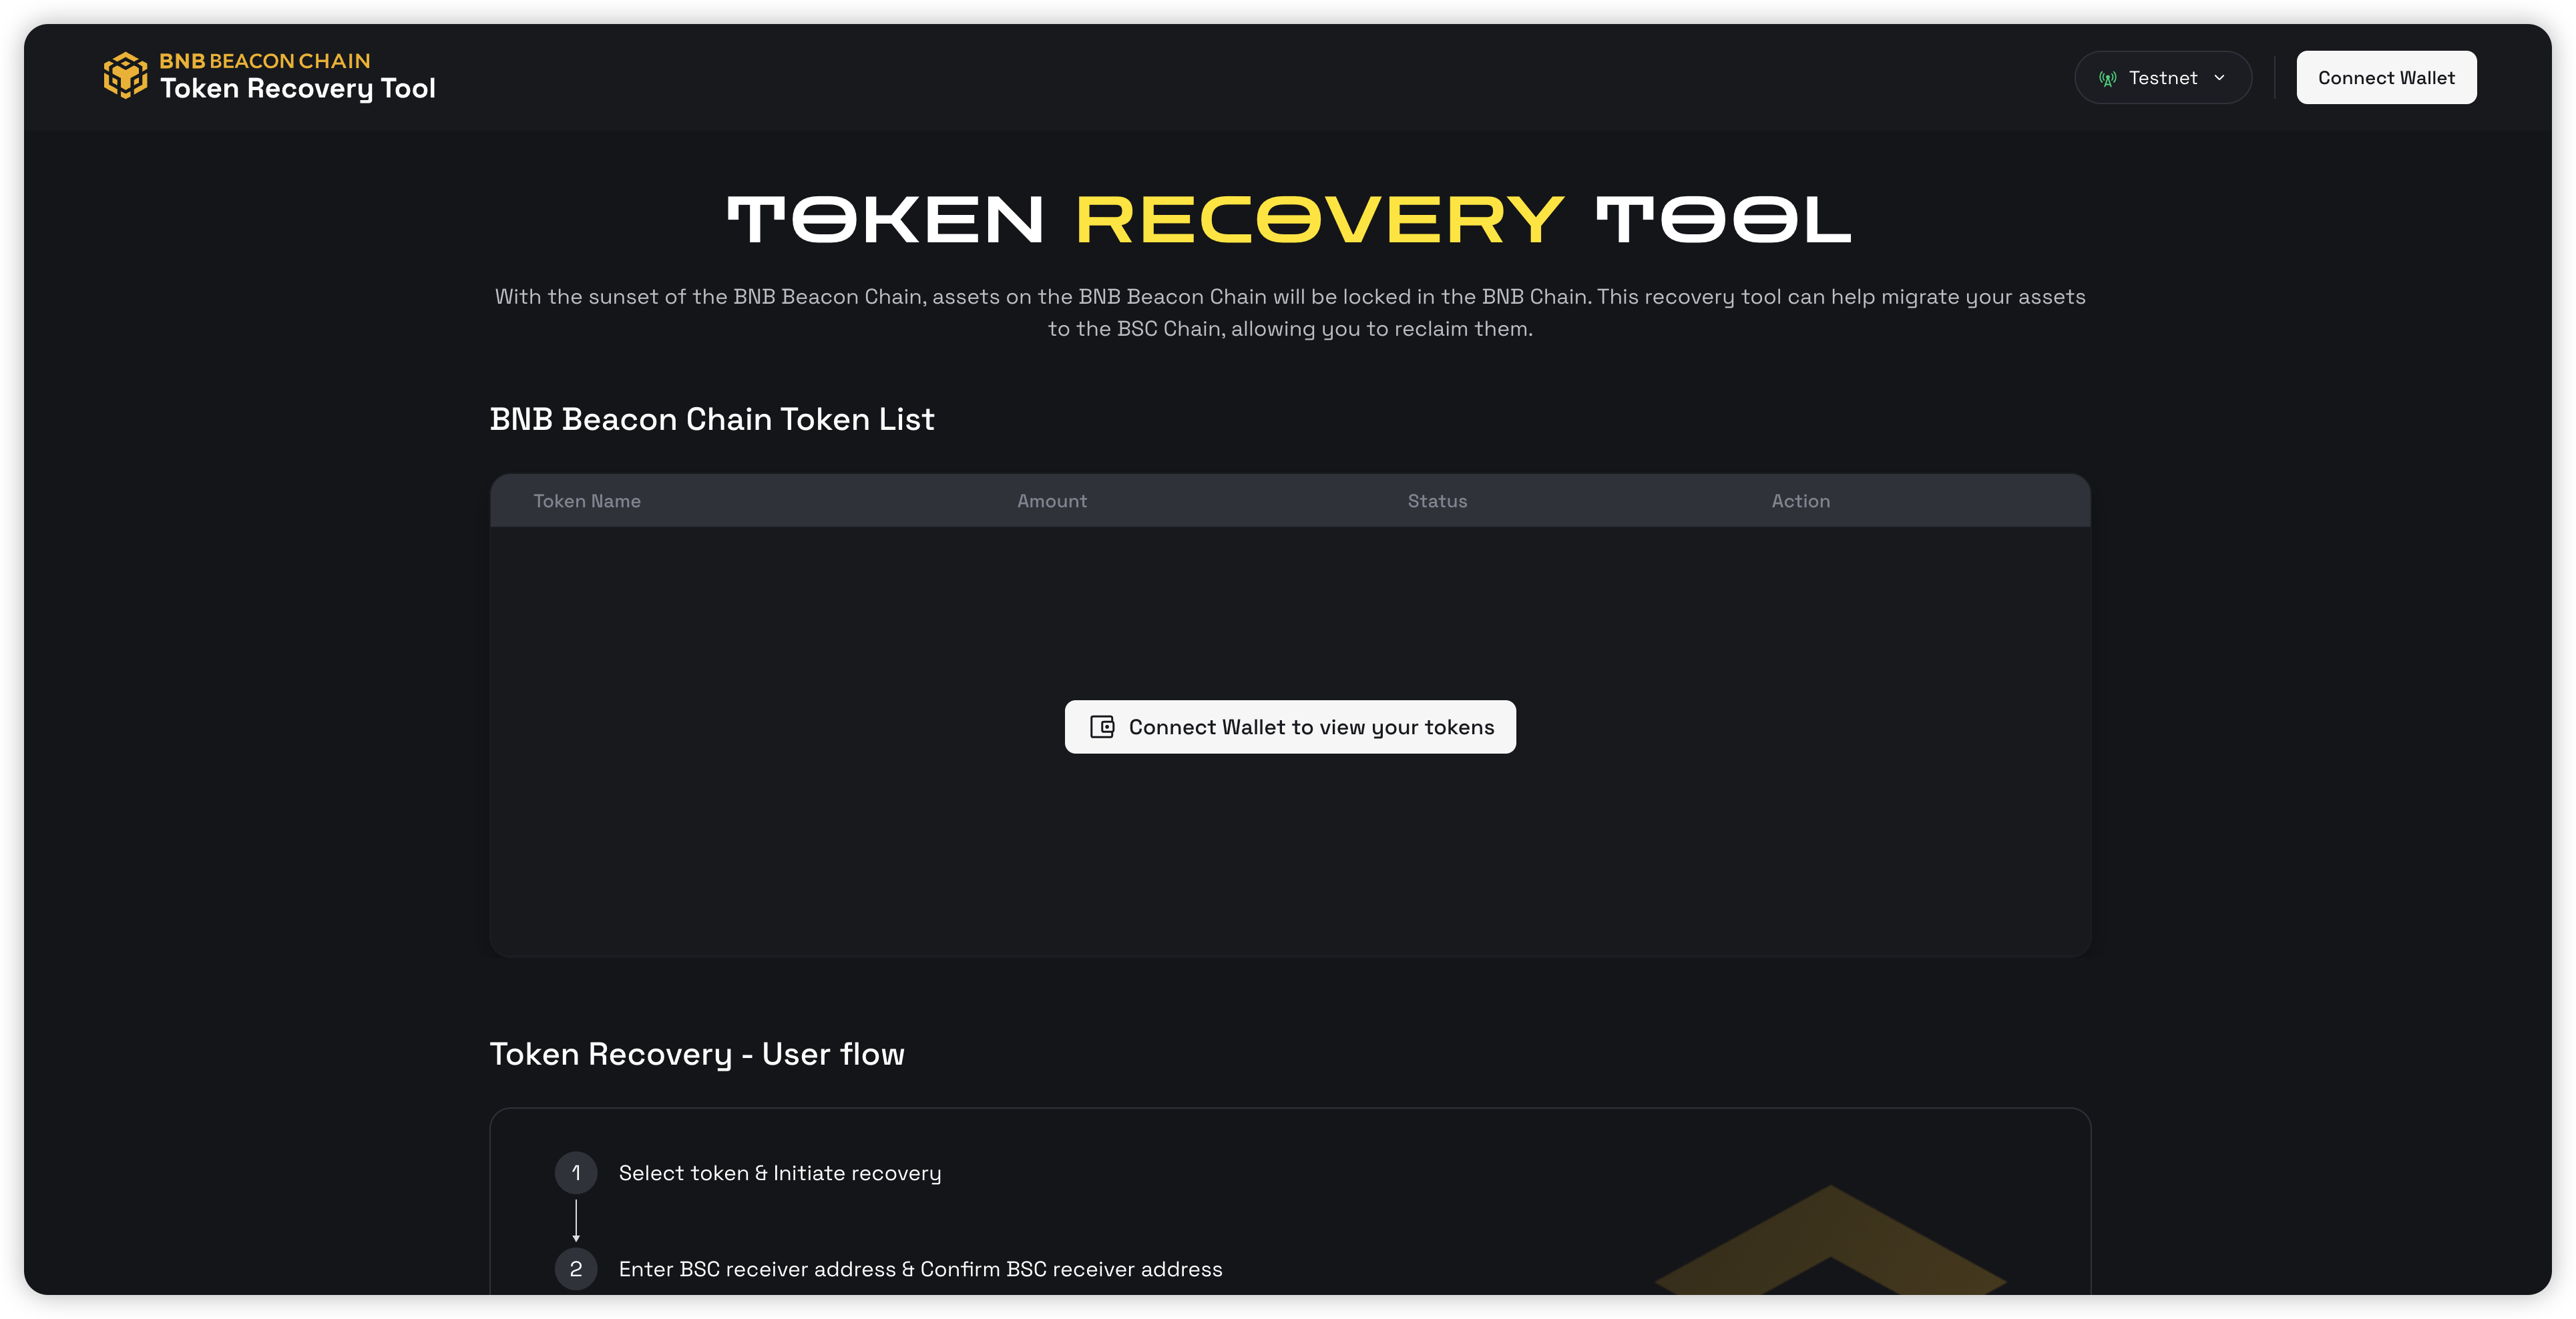 BNB BEACON CHAIN
Token Recovery Tool
Testnet
Connect Wallet
TOKEN RECOVERY TOOL
With the sunset of the BNB Beacon Chain, assets on the BNB Beacon Chain will be locked in the BNB Chain. This recovery tool can help migrate your assets
to the BSC Chain, allowing you to reclaim them.
BNB Beacon Chain Token List
Token Name Amount Status Action
Connect Wallet to view your tokens
Token Recovery - User flow
1 Select token & Initiate recovery
2 Enter BSC receiver address & Confirm BSC receiver address